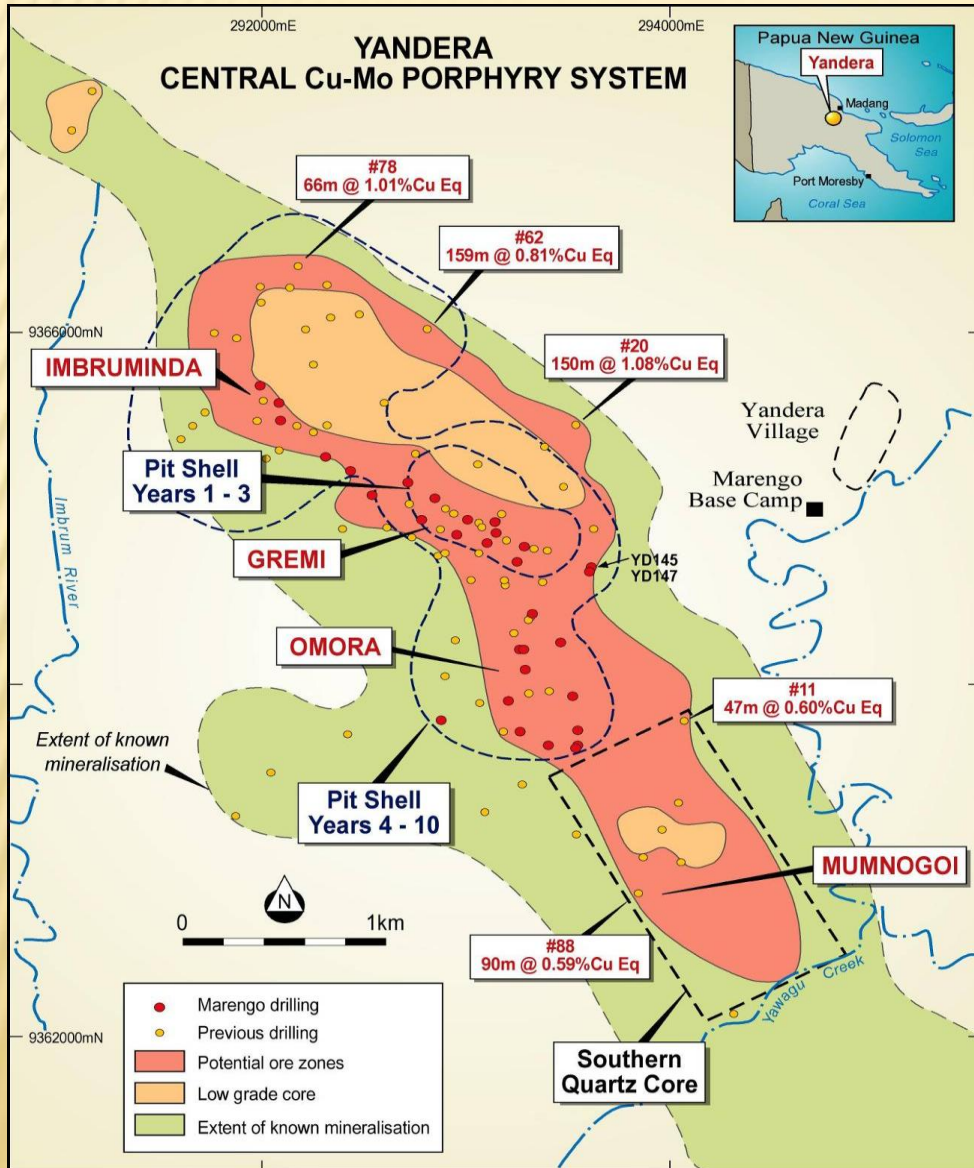 292000mE
294000mE
YANDERA
CENTRAL Cu-Mo PORPHYRY SYSTEM
Papua New Guinea
Yandera
Madang
Solomon
Sea
Port Moresby
Coral Sea
#78
66m @ 1.01%Cu Eq
#62
159m @ 0.81%Cu Eq
9366000mN
#20
150m @ 1.08%Cu Eq
IMBRUMINDA
Yandera
Village
Pit Shell
Years 1 - 3
Marengo
Base Camp
Imbrum River
GREMI
YD145
YD147
OMORA
#11
47m @ 0.60%Cu Eq
Extent of known
mineralisation
Pit Shell
Years 4 - 10
MUMNOGOI
N
0 1km
#88
90m @ 0.59%Cu Eq
Yawagu Creek
9362000mN
Southern
Quartz Core
Marengo drilling
Previous drilling
Potential ore zones
Low grade core
Extent of known mineralisation